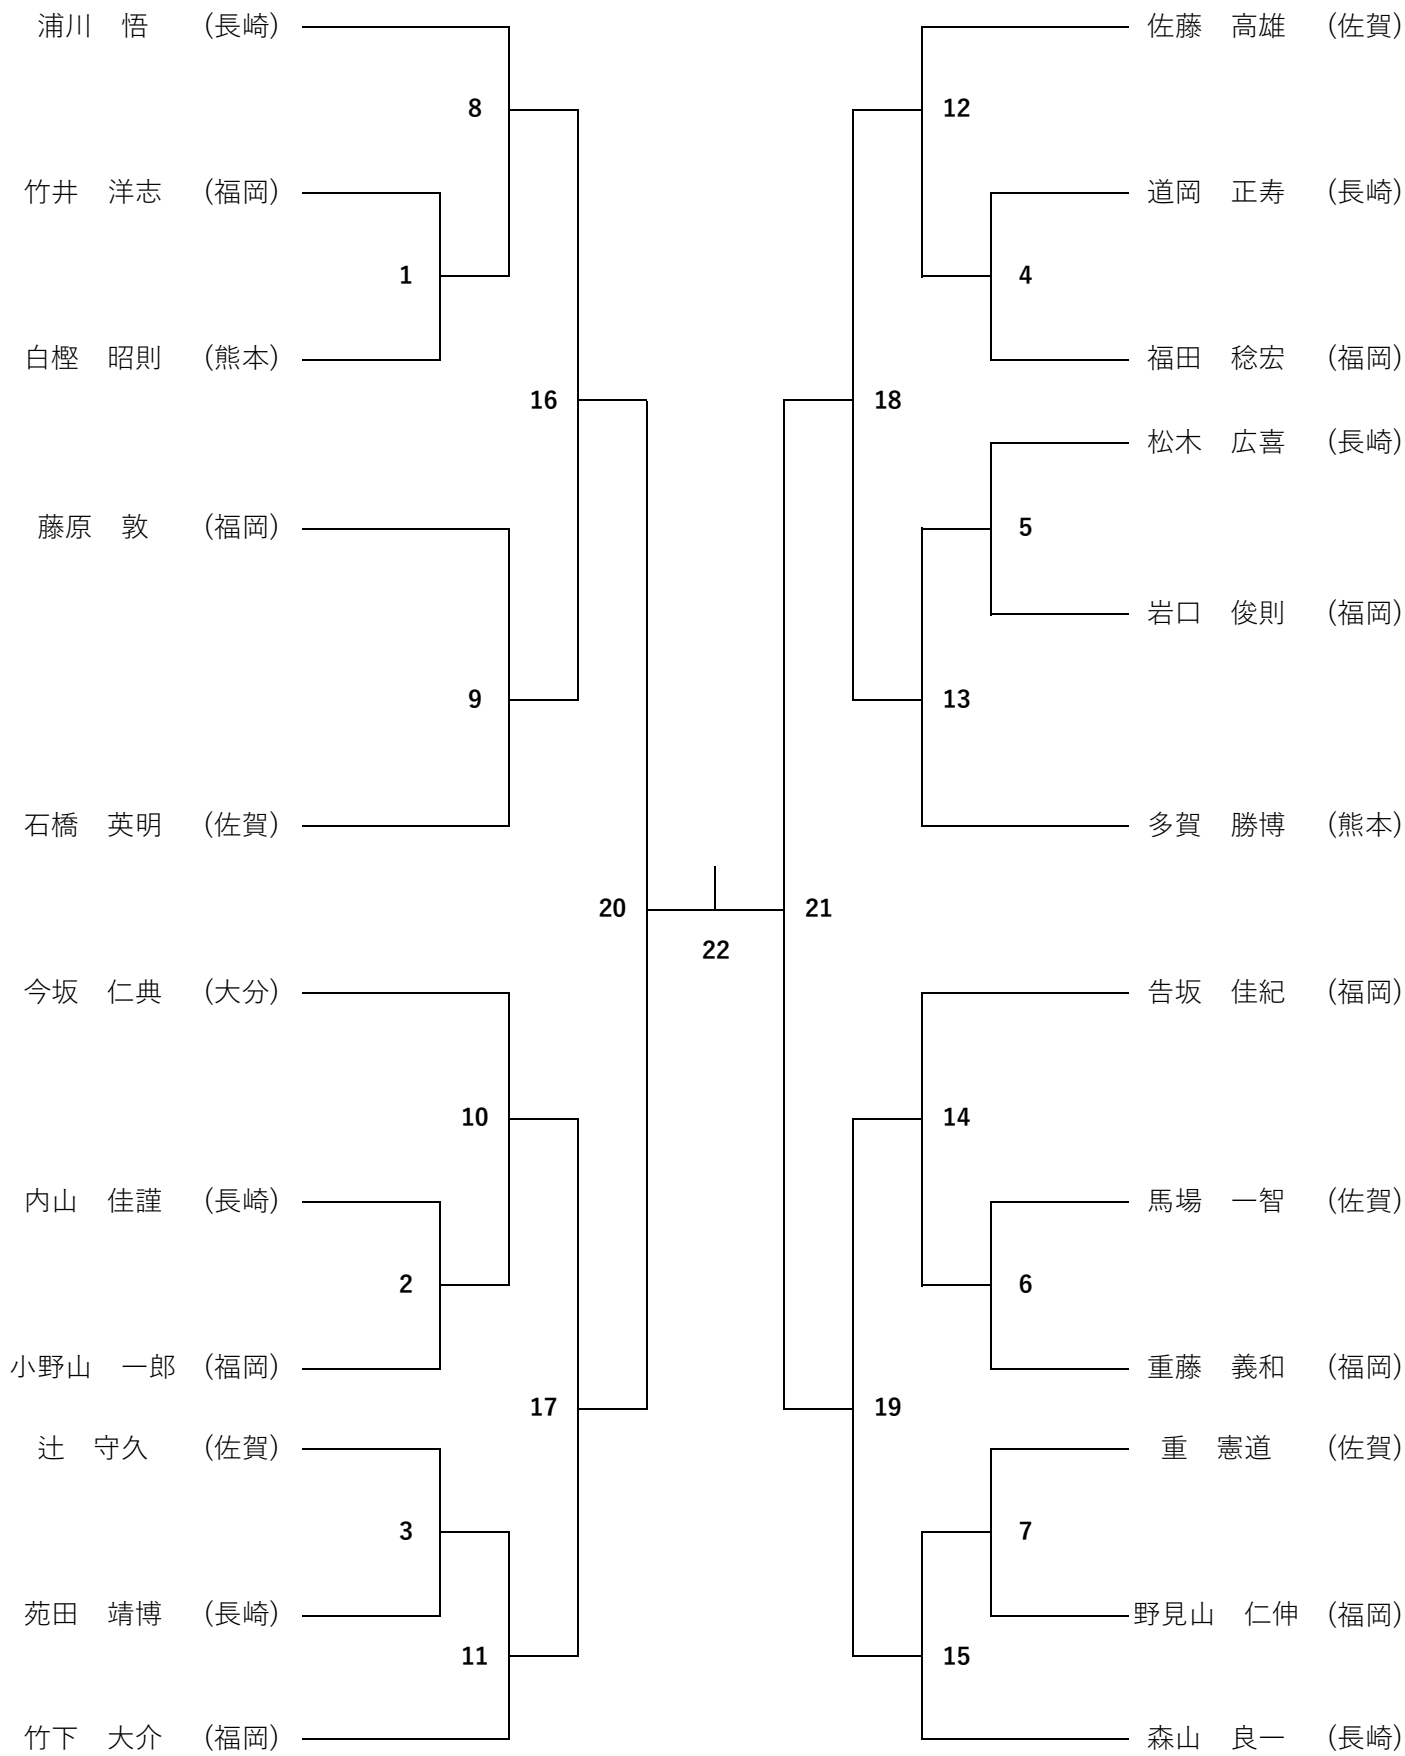 浦川　悟　(長崎)　佐藤　高雄　(佐賀)
8　12
竹井　洋志　(福岡)　道岡　正寿　(長崎)
1　4
白樫　昭則　(熊本)　福田　稔宏　(福岡)
16　18
松木　広喜　(長崎)
藤原　敦　(福岡)　5
岩口　俊則　(福岡)
9　13
石橋　英明　(佐賀)　多賀　勝博　(熊本)
20　21
22
今坂　仁典　(大分)　告坂　佳紀　(福岡)
10　14
内山　佳謹　(長崎)　馬場　一智　(佐賀)
2　6
小野山　一郎　(福岡)　重藤　義和　(福岡)
17　19
辻　守久　(佐賀)　重　憲道　(佐賀)
3　7
苑田　靖博　(長崎)　野見山　仁伸　(福岡)
11　15
竹下　大介　(福岡)　森山　良一　(長崎)